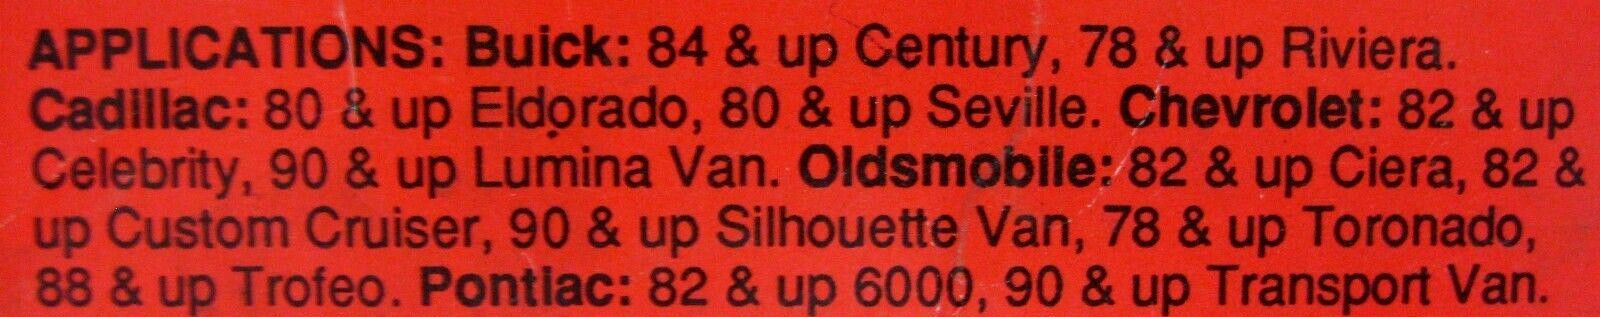 APPLICATIONS: Buick: 84 & up Century, 78 & up Riviera.
Cadillac: 80 & up Eldorado, 80 & up Seville. Chevrolet: 82 & up
Celebrity, 90 & up Lumina Van. Oldsmobile: 82 & up Ciera, 82 &
up Custom Cruiser, 90 & up Silhouette Van, 78 & up Toronado,
88 & up Trofeo. Pontiac: 82 & up 6000, 90 & up Transport Van.